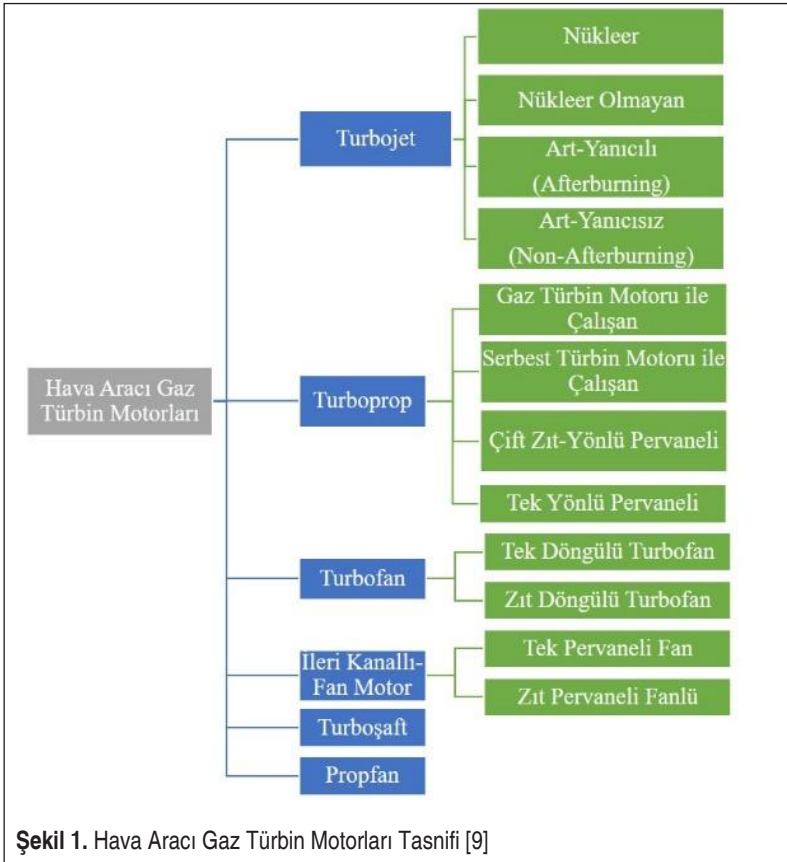 Nükleer
Nükleer Olmayan
Turbojet
Art-Yanıcılı
(Afterburning)
Art-Yanıcısız
(Non-Afterburning)
Gaz Türbin Motoru ile
Çalışan
Serbest Türbin Motoru ile
Çalışan
Hava Aracı Gaz
Türbin Motorları
Turboprop
Çift Zıt-Yönlü Pervaneli
Tek Yönlü Pervaneli
Tek Döngülü Turbofan
Turbofan
Zıt Döngülü Turbofan
Tek Pervaneli Fan
Ileri Kanallı-
Fan Motor
Zıt Pervaneli Fanlü
Turboşaft
Propfan
Şekil 1. Hava Aracı Gaz Türbin Motorları Tasnifi [9]